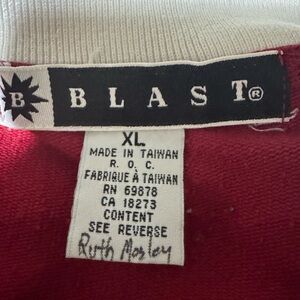 B BLAST®
XL
MADE IN TAIWAN
R. O. C.
FABRIQUE À TAIWAN
RN 69878
CA 18273
CONTENT
SEE REVERSE
Ruth Mosley